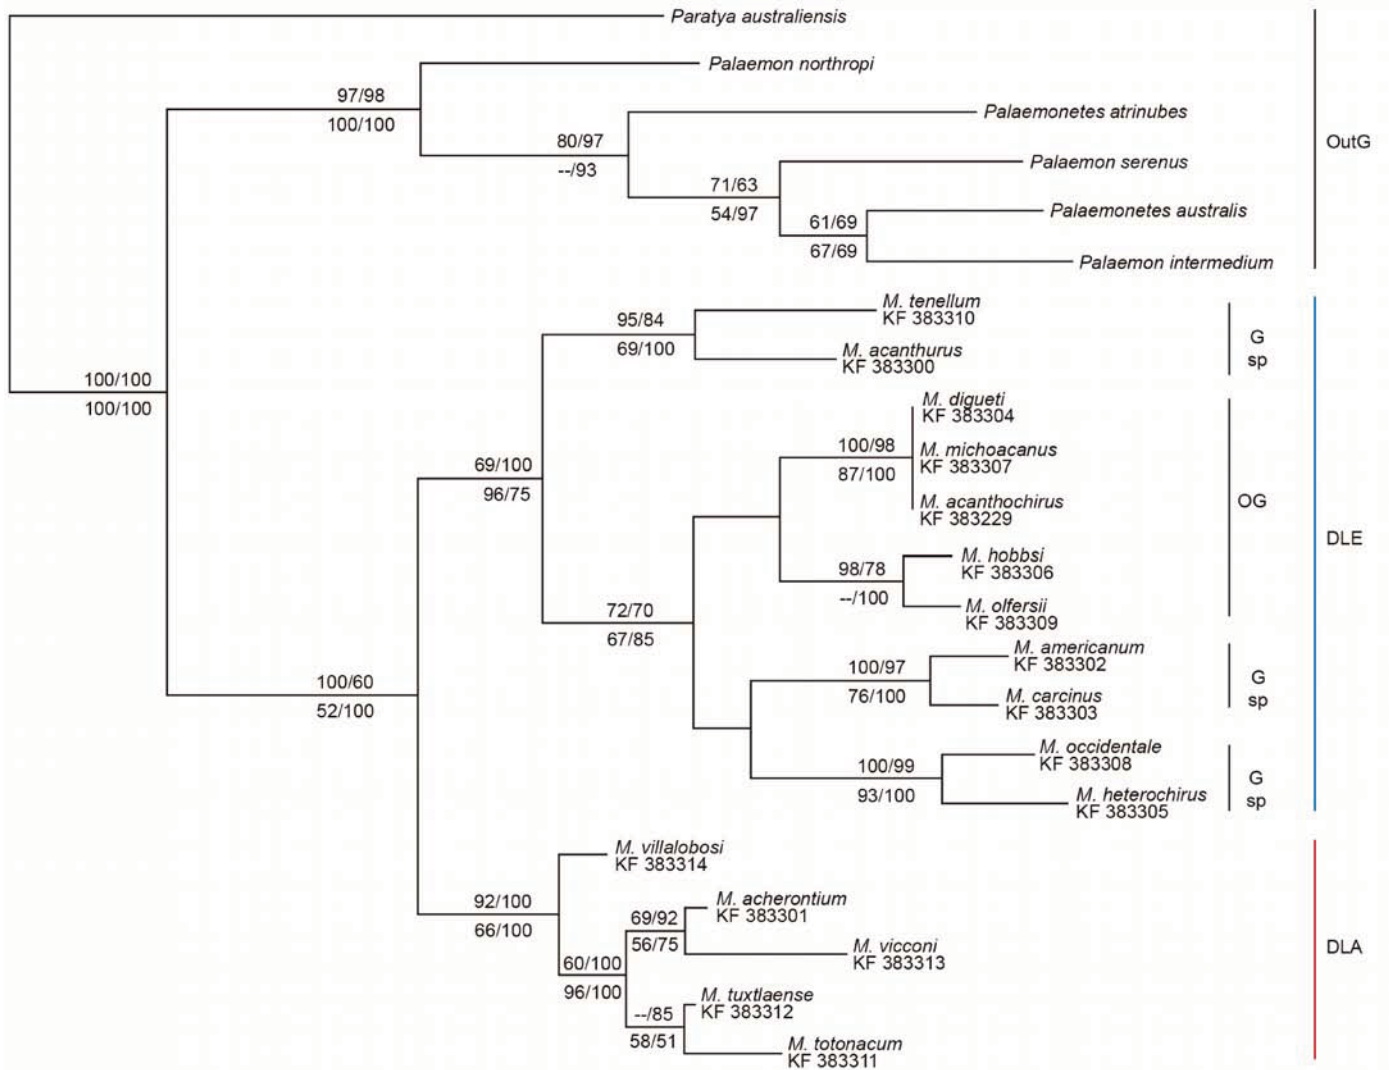 Paratya australiensis
Palaemon northropi
97/98
100/100
Palaemonetes atrinubes
80/97
--/93
OutG
Palaemon serenus
71/63
54/97
Palaemonetes australis
61/69
67/69
Palaemon intermedium
M. tenellum
KF 383310
95/84
69/100
M. acanthurus
KF 383300
G
sp
100/100
100/100
M. digueti
KF 383304
100/98
87/100
M. michoacanus
KF 383307
69/100
96/75
M. acanthochirus
KF 383229
OG
DLE
M. hobbsi
KF 383306
98/78
--/100
M. olfersii
KF 383309
72/70
67/85
M. americanum
KF 383302
100/97
76/100
M. carcinus
KF 383303
G
sp
100/60
52/100
M. occidentale
KF 383308
100/99
93/100
M. heterochirus
KF 383305
G
sp
M. villalobosi
KF 383314
92/100
66/100
M. acherontium
KF 383301
69/92
56/75
M. vicconi
KF 383313
DLA
60/100
96/100
M. tuxtlaense
KF 383312
--/85
58/51
M. totonacum
KF 383311